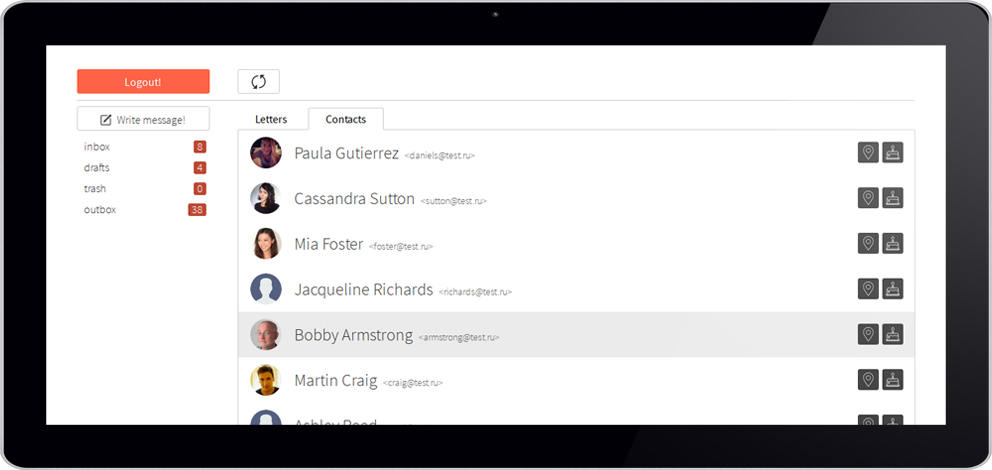 Logout!
Write message!
inbox 8
drafts 4
trash 0
outbox 38
Letters Contacts
Paula Gutierrez <daniels@test.ru>
Cassandra Sutton <sutton@test.ru>
Mia Foster <foster@test.ru>
Jacqueline Richards <richards@test.ru>
Bobby Armstrong <armstrong@test.ru>
Martin Craig <craig@test.ru>
Ashley Reed